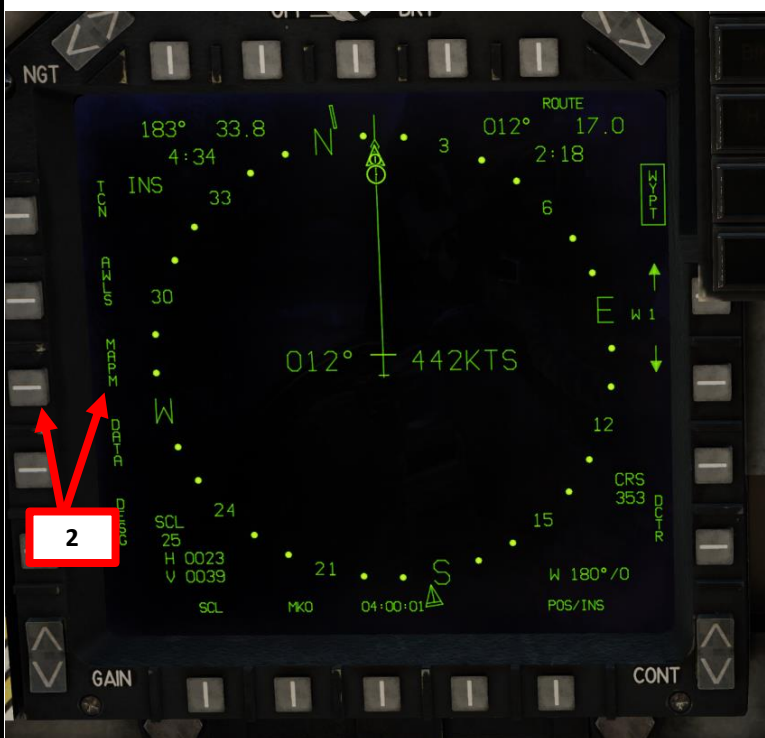 NGT
ROUTE
183° 33.8
4:34
012° 17.0
2:18
N
3
6
E
12
15
S
21
24
W
30
33
INS
TCN
AWLS
MAPM
DATA
WYPT
W 1
012° 442KTS
CRS
353
DCTR
2
SCL
25
H 0023
V 0039
W 180°/0
SCL MKO 04:00:01 POS/INS
GAIN
CONT